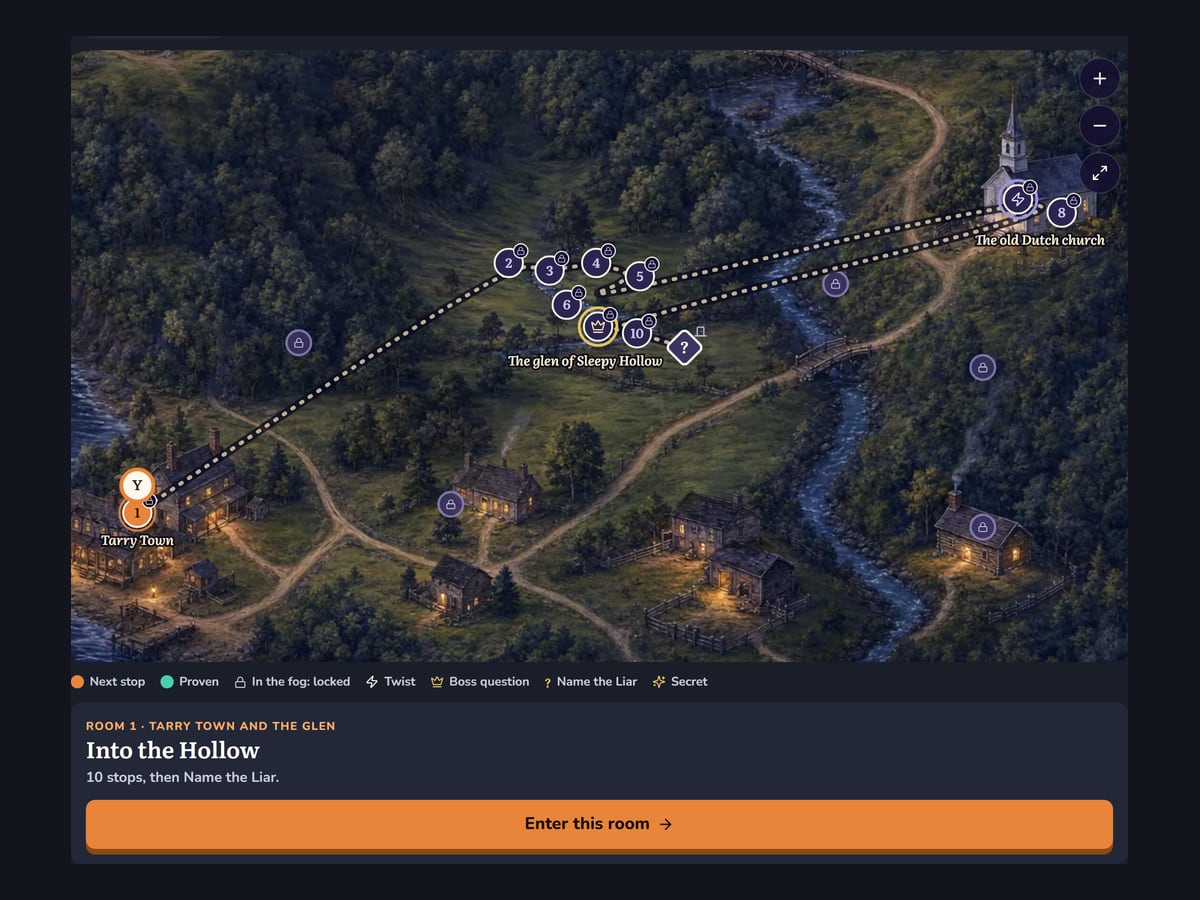 +
−
8
The old Dutch church
2
3
4
5
6
10
?
The glen of Sleepy Hollow
Y
1
Tarry Town
Next stop
Proven
In the fog: locked
Twist
Boss question
? Name the Liar
Secret
ROOM 1 · TARRY TOWN AND THE GLEN
Into the Hollow
10 stops, then Name the Liar.
Enter this room →